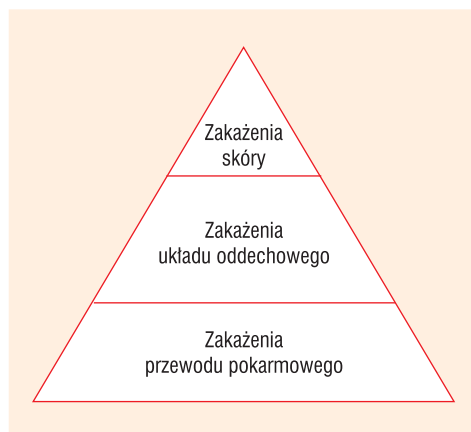 Zakażenia
skóry
Zakażenia
układu oddechowego
Zakażenia
przewodu pokarmowego